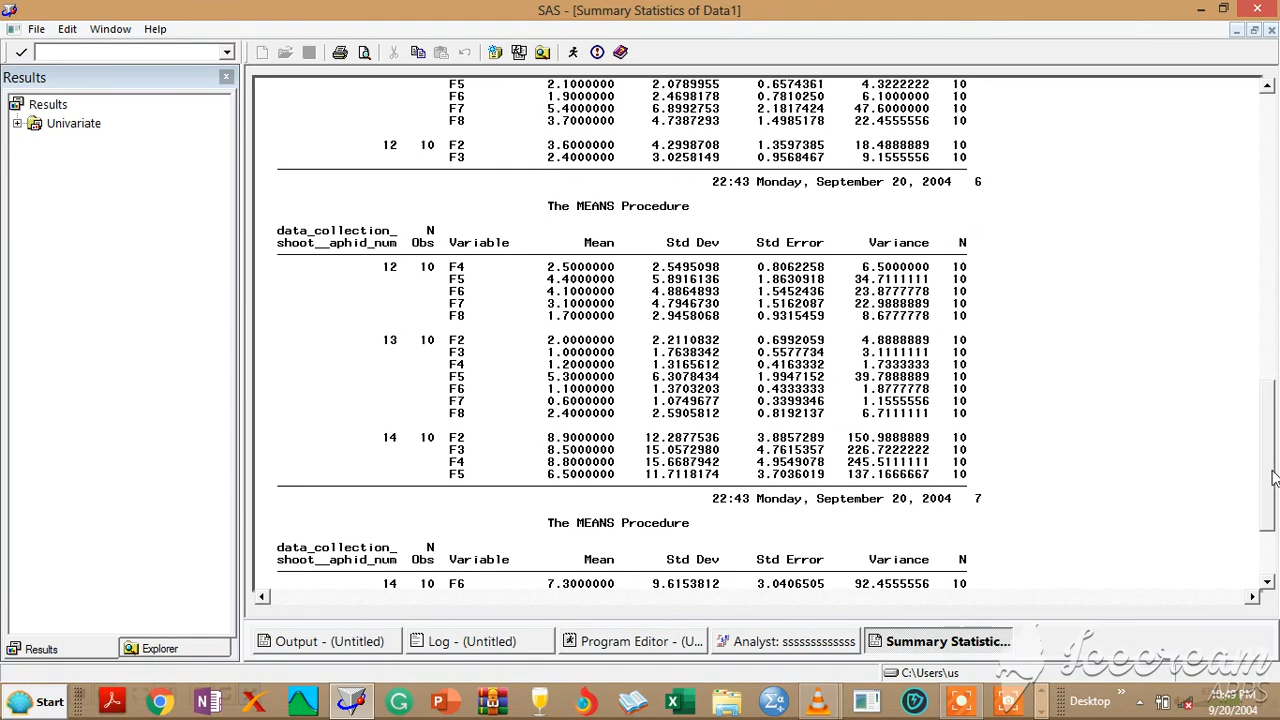 SAS - [Summary Statistics of Data1]
File Edit Window Help
Results
Results
Univariate
F5 2.1000000 2.0789955 0.6574361 4.3222222 10
F6 1.9000000 2.4698178 0.7810250 6.1000000 10
F7 5.4000000 6.8992753 2.1817424 47.6000000 10
F8 3.7000000 4.7387293 1.4985178 22.4555556 10
12 10 F2 3.6000000 4.2998708 1.3597385 18.4888889 10
F3 2.4000000 3.0258149 0.9568467 9.1555556 10
22:43 Monday, September 20, 2004 6
The MEANS Procedure
data_collection_ N
shoot__aphid_num Obs Variable Mean Std Dev Std Error Variance N
12 10 F4 2.5000000 2.5495098 0.8062258 6.5000000 10
F5 4.4000000 5.8916136 1.8630918 34.7111111 10
F6 4.1000000 4.8864893 1.5452436 23.8777778 10
F7 3.1000000 4.7946730 1.5162087 22.9888889 10
F8 1.7000000 2.9458068 0.9315459 8.6777778 10
13 10 F2 2.0000000 2.2110832 0.6992059 4.8888889 10
F3 1.0000000 1.7638342 0.5577734 3.1111111 10
F4 1.2000000 1.3165612 0.4163332 1.7333333 10
F5 5.3000000 6.3078434 1.9947152 39.7888889 10
F6 1.1000000 1.3703203 0.4333333 1.8777778 10
F7 0.6000000 1.0749677 0.3399346 1.1555556 10
F8 2.4000000 2.5905812 0.8192137 6.7111111 10
14 10 F2 8.9000000 12.2877536 3.8857289 150.9888889 10
F3 8.5000000 15.0572980 4.7615357 226.7222222 10
F4 8.8000000 15.6687942 4.9549078 245.5111111 10
F5 6.5000000 11.7118174 3.7036019 137.1666667 10
22:43 Monday, September 20, 2004 7
The MEANS Procedure
data_collection_ N
shoot__aphid_num Obs Variable Mean Std Dev Std Error Variance N
14 10 F6 7.3000000 9.6153812 3.0406505 92.4555556 10
Results Explorer
Output - (Untitled) Log - (Untitled) Program Editor - (U... Analyst: sssssssssssss Summary Statistic...
C:\Users\us
Start Desktop
9/20/2004